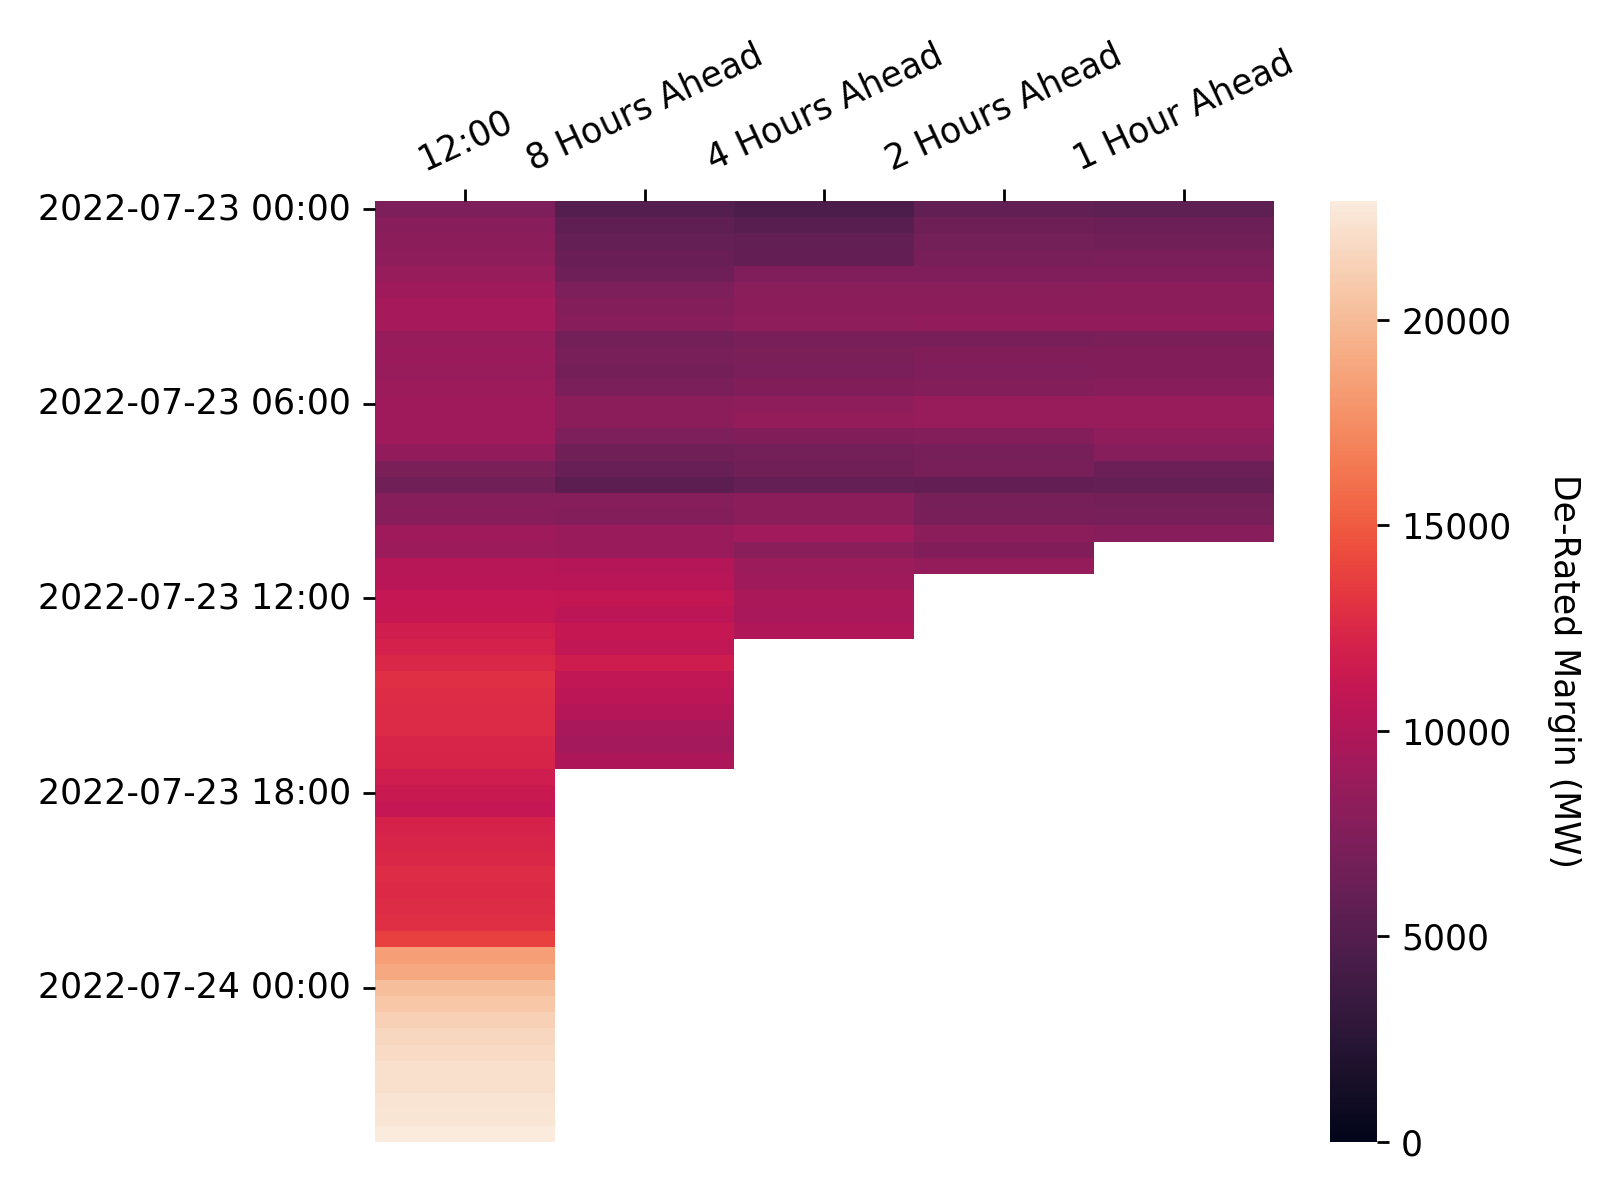 12:00
8 Hours Ahead
4 Hours Ahead
2 Hours Ahead
1 Hour Ahead
2022-07-23 00:00
2022-07-23 06:00
2022-07-23 12:00
2022-07-23 18:00
2022-07-24 00:00
20000
15000
10000
5000
0
De-Rated Margin (MW)